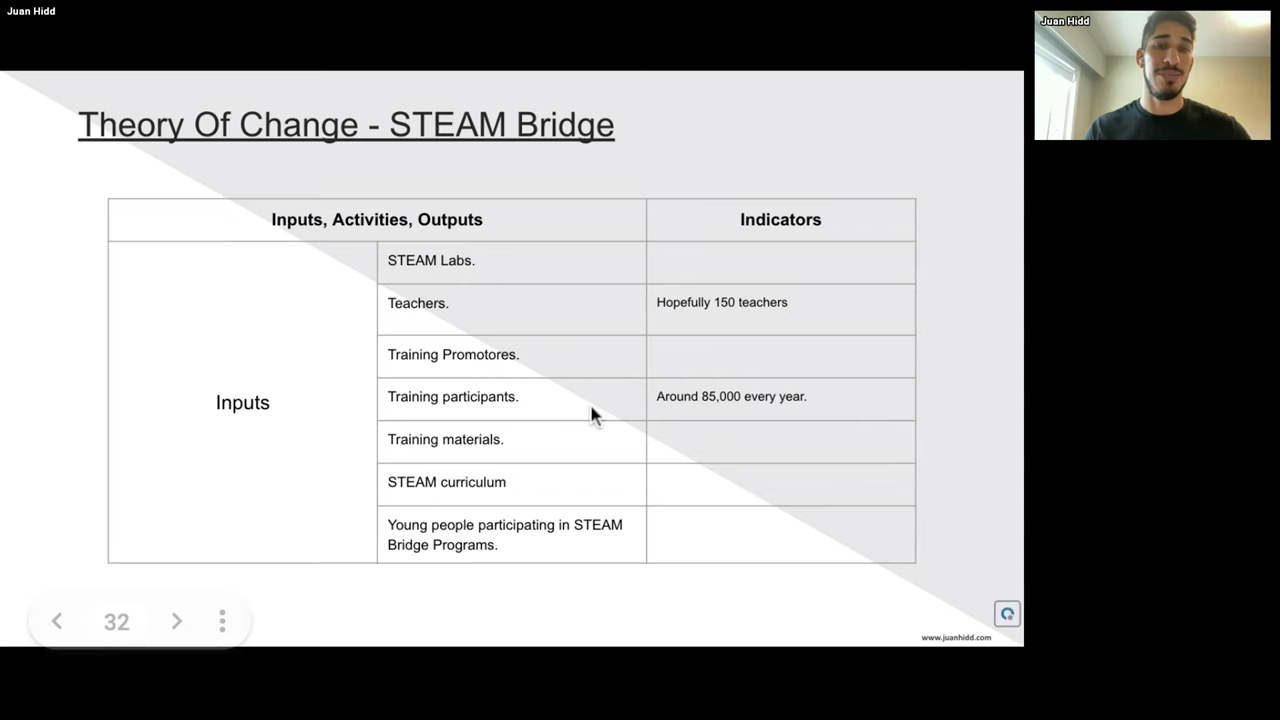 Juan Hidd
Juan Hidd
Theory Of Change - STEAM Bridge
Inputs, Activities, Outputs
Indicators
Inputs
STEAM Labs.
Teachers.
Hopefully 150 teachers
Training Promotores.
Training participants.
Around 85,000 every year.
Training materials.
STEAM curriculum
Young people participating in STEAM
Bridge Programs.
32
www.juanhidd.com